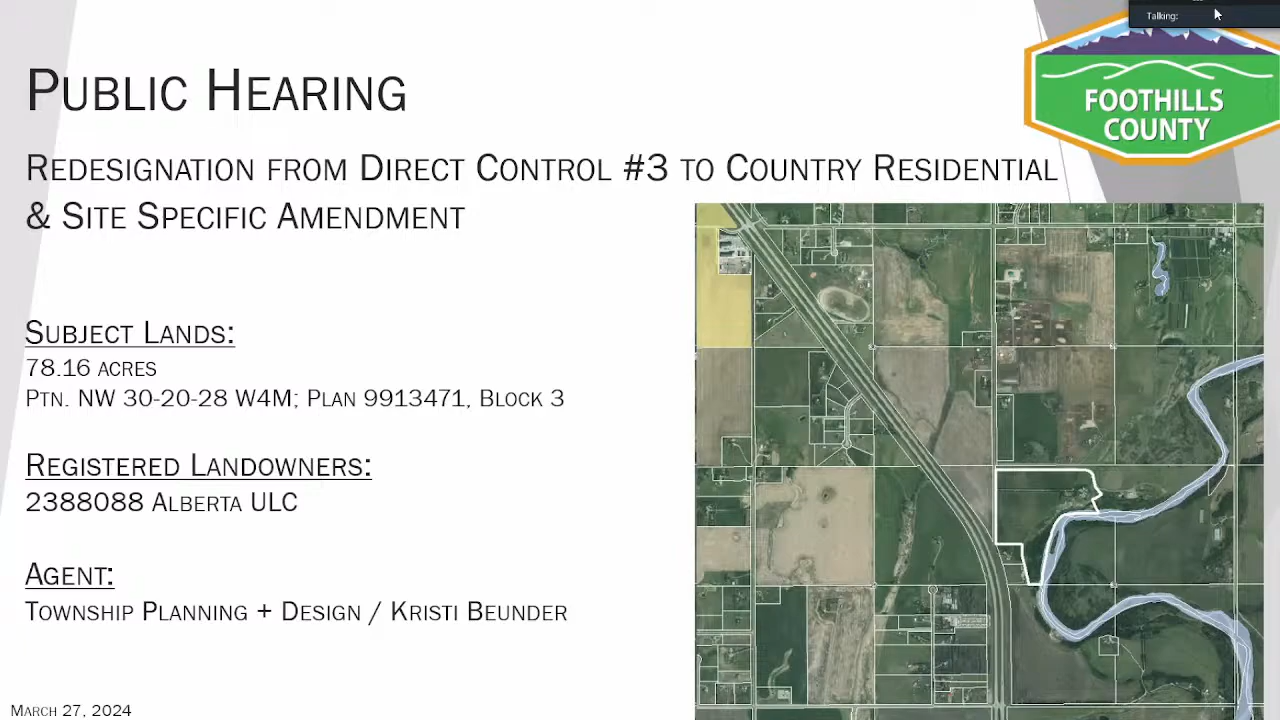 Talking:
FOOTHILLS
COUNTY
PUBLIC HEARING
REDESIGNATION FROM DIRECT CONTROL #3 TO COUNTRY RESIDENTIAL
& SITE SPECIFIC AMENDMENT
SUBJECT LANDS:
78.16 ACRES
PTN. NW 30-20-28 W4M; PLAN 9913471, BLOCK 3
REGISTERED LANDOWNERS:
2388088 ALBERTA ULC
AGENT:
TOWNSHIP PLANNING + DESIGN / KRISTI BEUNDER
MARCH 27, 2024